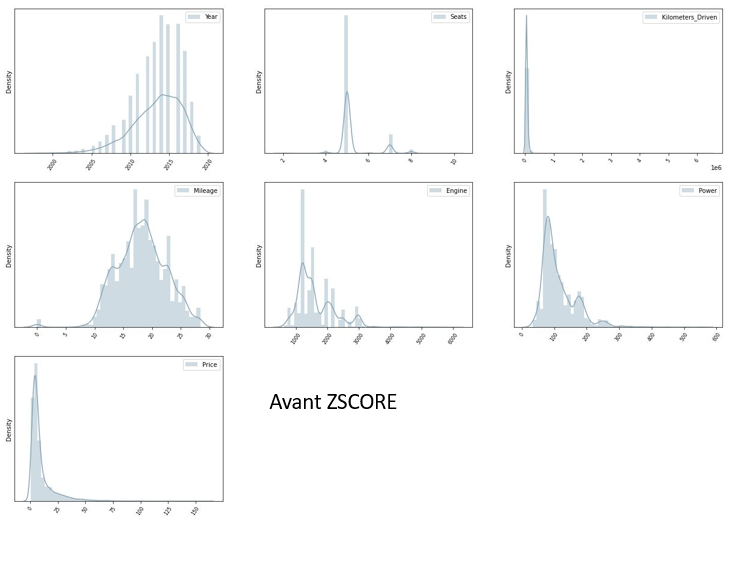 Density
Year
2000 2005 2010 2015 2020
Density
Seats
2 4 6 8 10
Density
Kilometers_Driven
0 1 2 3 4 5 6
1e6
Density
Mileage
0 5 10 15 20 25 30
Density
Engine
1000 2000 3000 4000 5000 6000
Density
Power
0 100 200 300 400 500 600
Density
Price
0 25 50 75 100 125 150
Avant ZSCORE